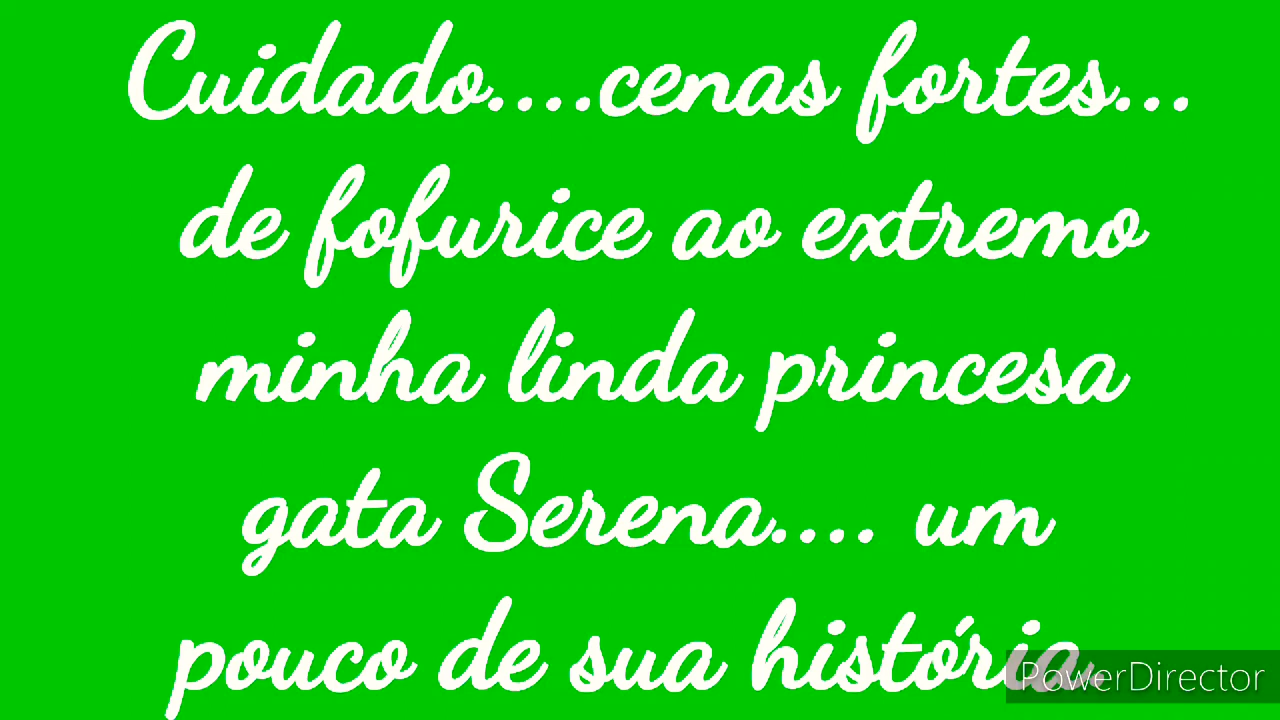 Cuidado....cenas fortes...
de fofurice ao extremo
minha linda princesa
gata Serena.... um
pouco de sua história.
PowerDirector